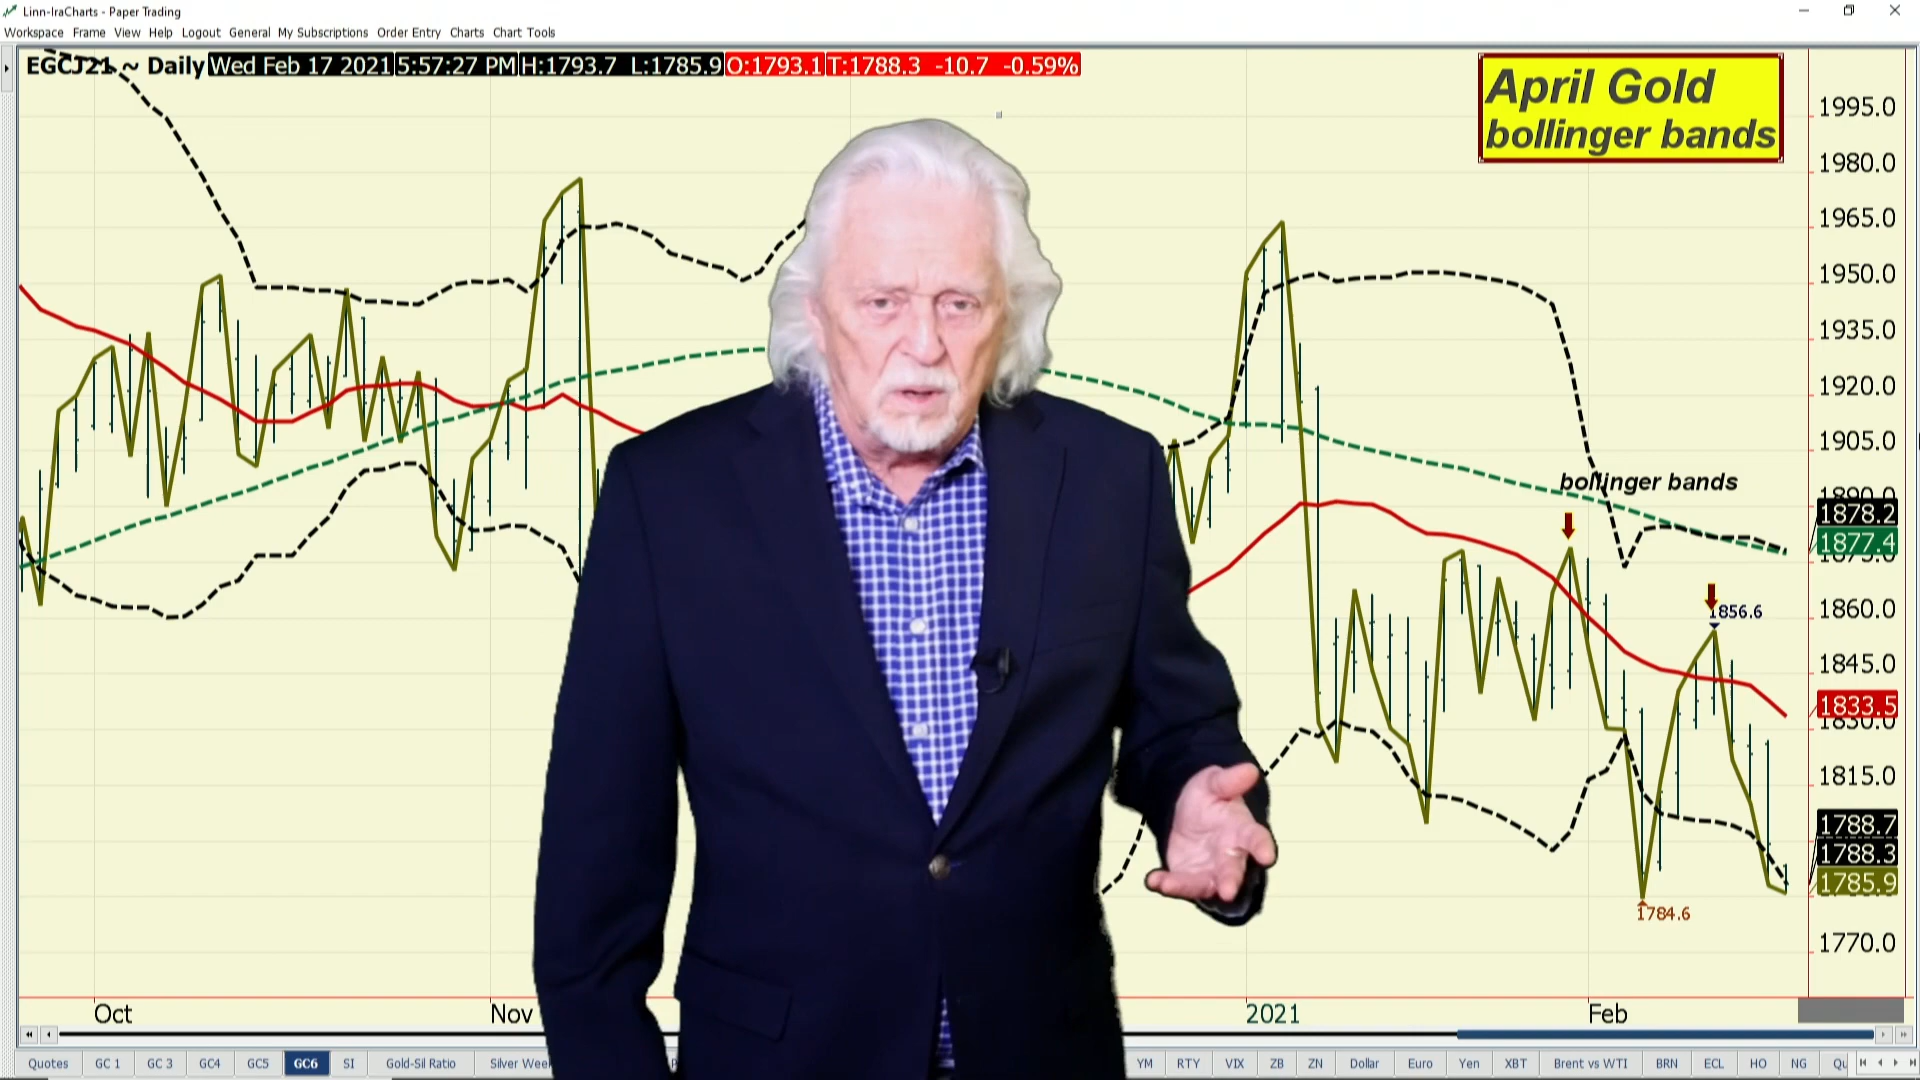 Linn-IraCharts - Paper Trading
Workspace Frame View Help Logout General My Subscriptions Order Entry Charts Chart Tools
EGCJ21 ~ Daily Wed Feb 17 2021 5:57:27 PM H:1793.7 L:1785.9 O:1793.1 T:1788.3 -10.7 -0.59%
April Gold
bollinger bands
1995.0
1980.0
1965.0
1950.0
1935.0
1920.0
1905.0
bollinger bands
1890.0
1878.2
1877.4
1875.0
1860.0
1856.6
1845.0
1833.5
1830.0
1815.0
1788.7
1788.3
1785.9
1784.6
1770.0
Oct Nov 2021 Feb
Quotes GC 1 GC 3 GC4 GC5 GC6 SI Gold-Sil Ratio Silver YM RTY VIX ZB ZN Dollar Euro Yen XBT Brent vs WTI BRN ECL HO NG